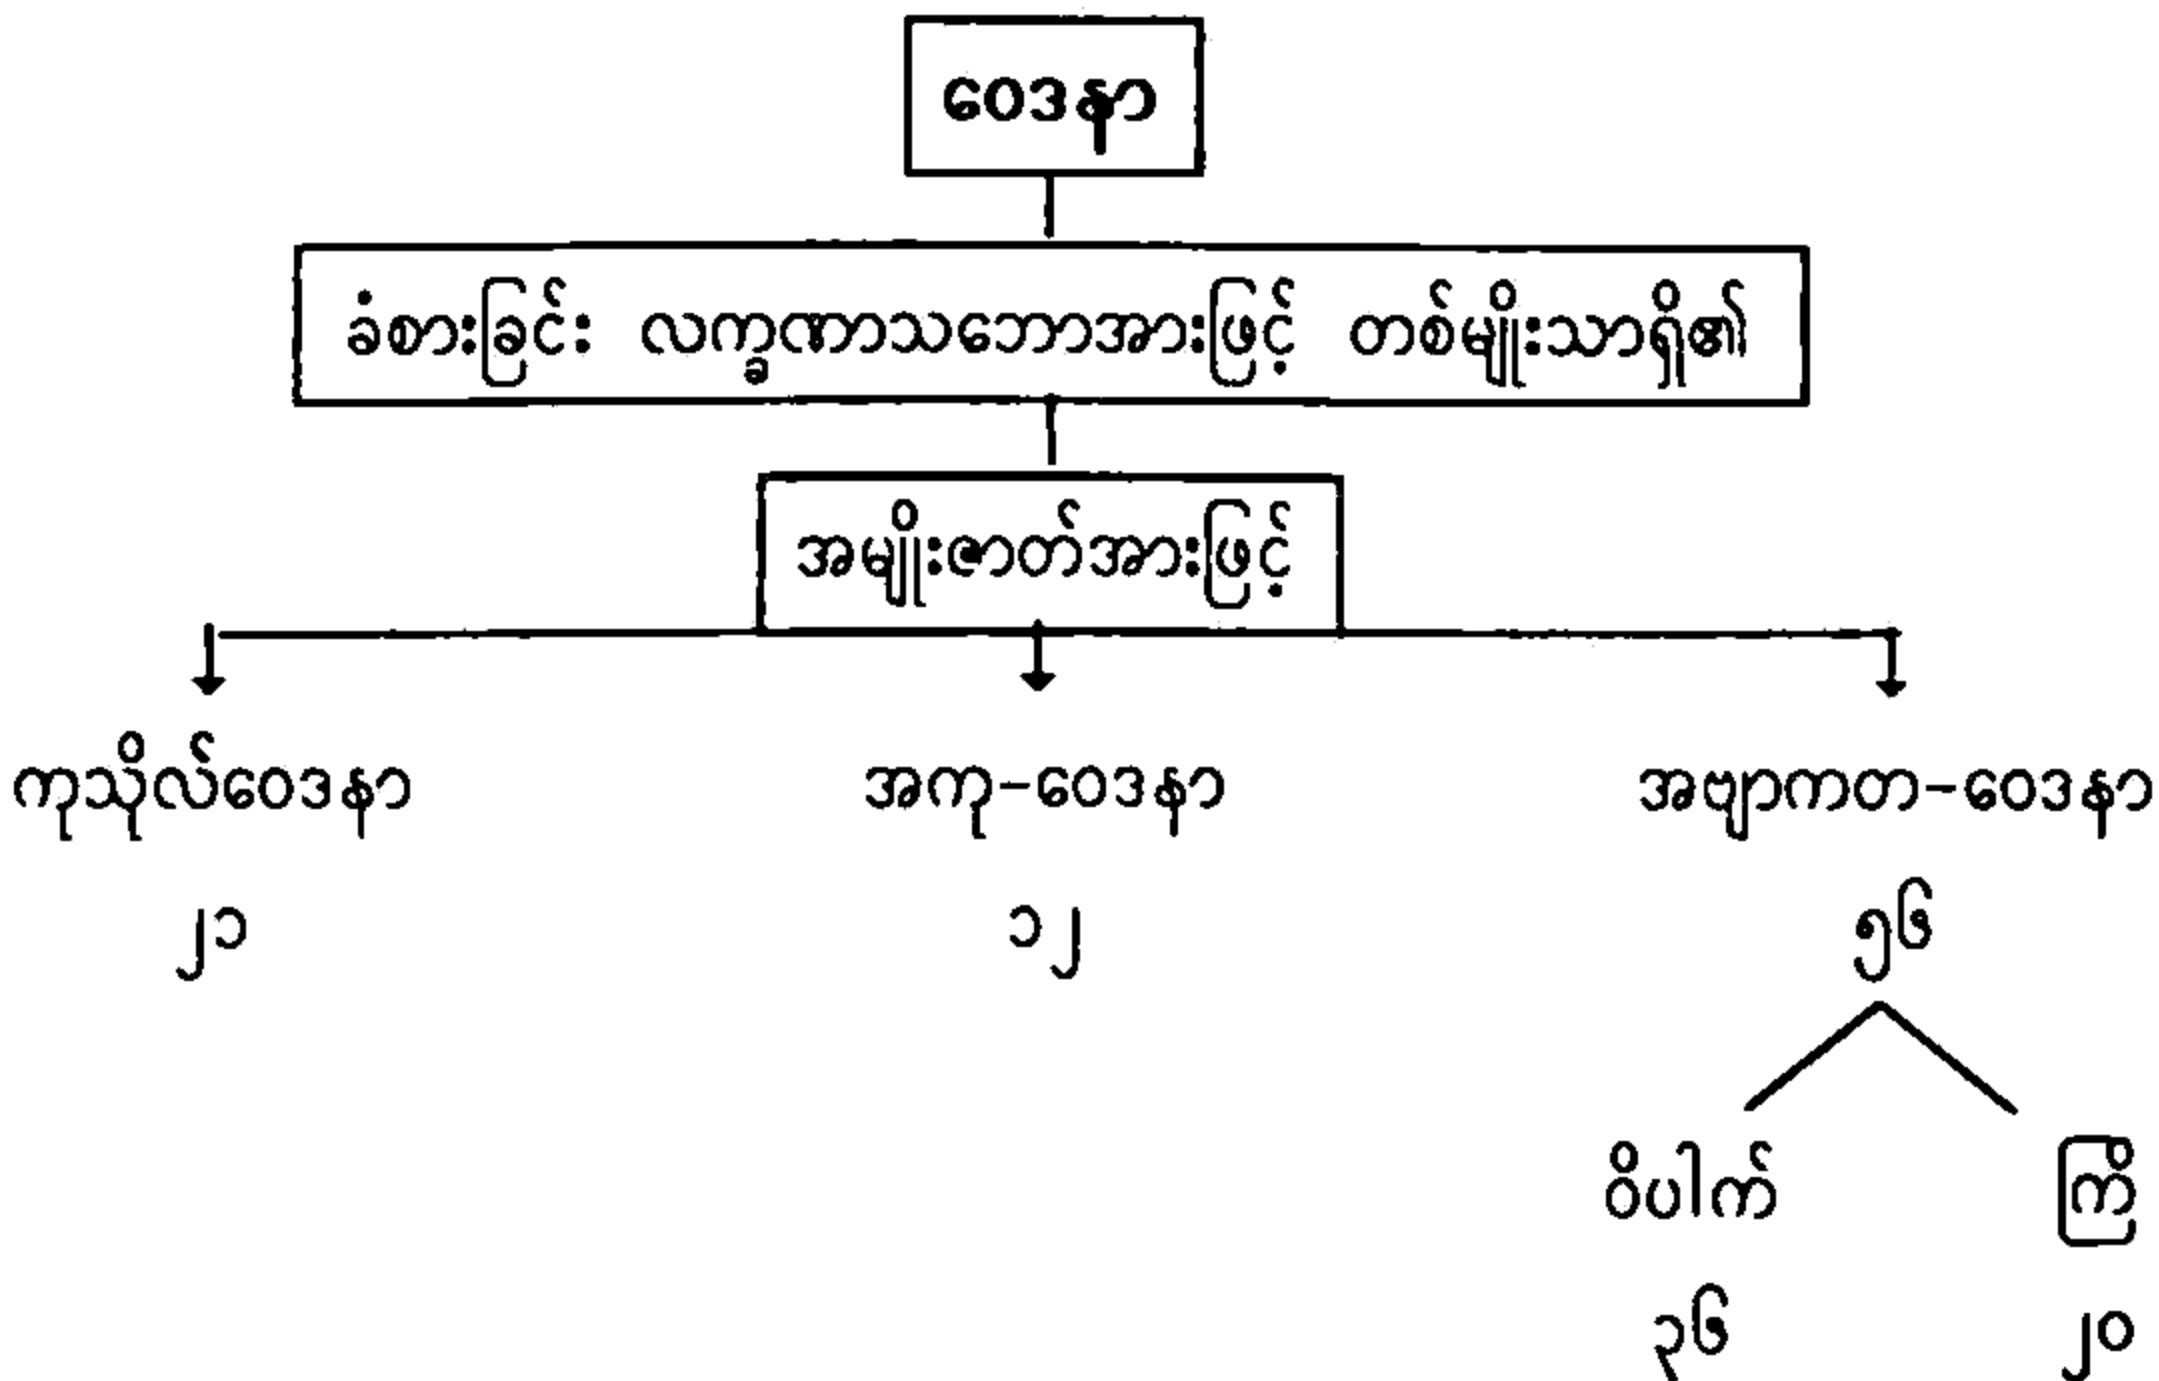 ဝေဒနာ
ခံစားခြင်း လက္ခဏာသဘောအားဖြင့် တစ်မျိုးသာရှိ၏
အမျိုးဇာတ်အားဖြင့်
ကုသိုလ်ဝေဒနာ အကု-ဝေဒနာ အဗျာကတ-ဝေဒနာ
၂၁ ၁၂ ၅၆
ဝိပါက် ကြိ
၃၆ ၂၀